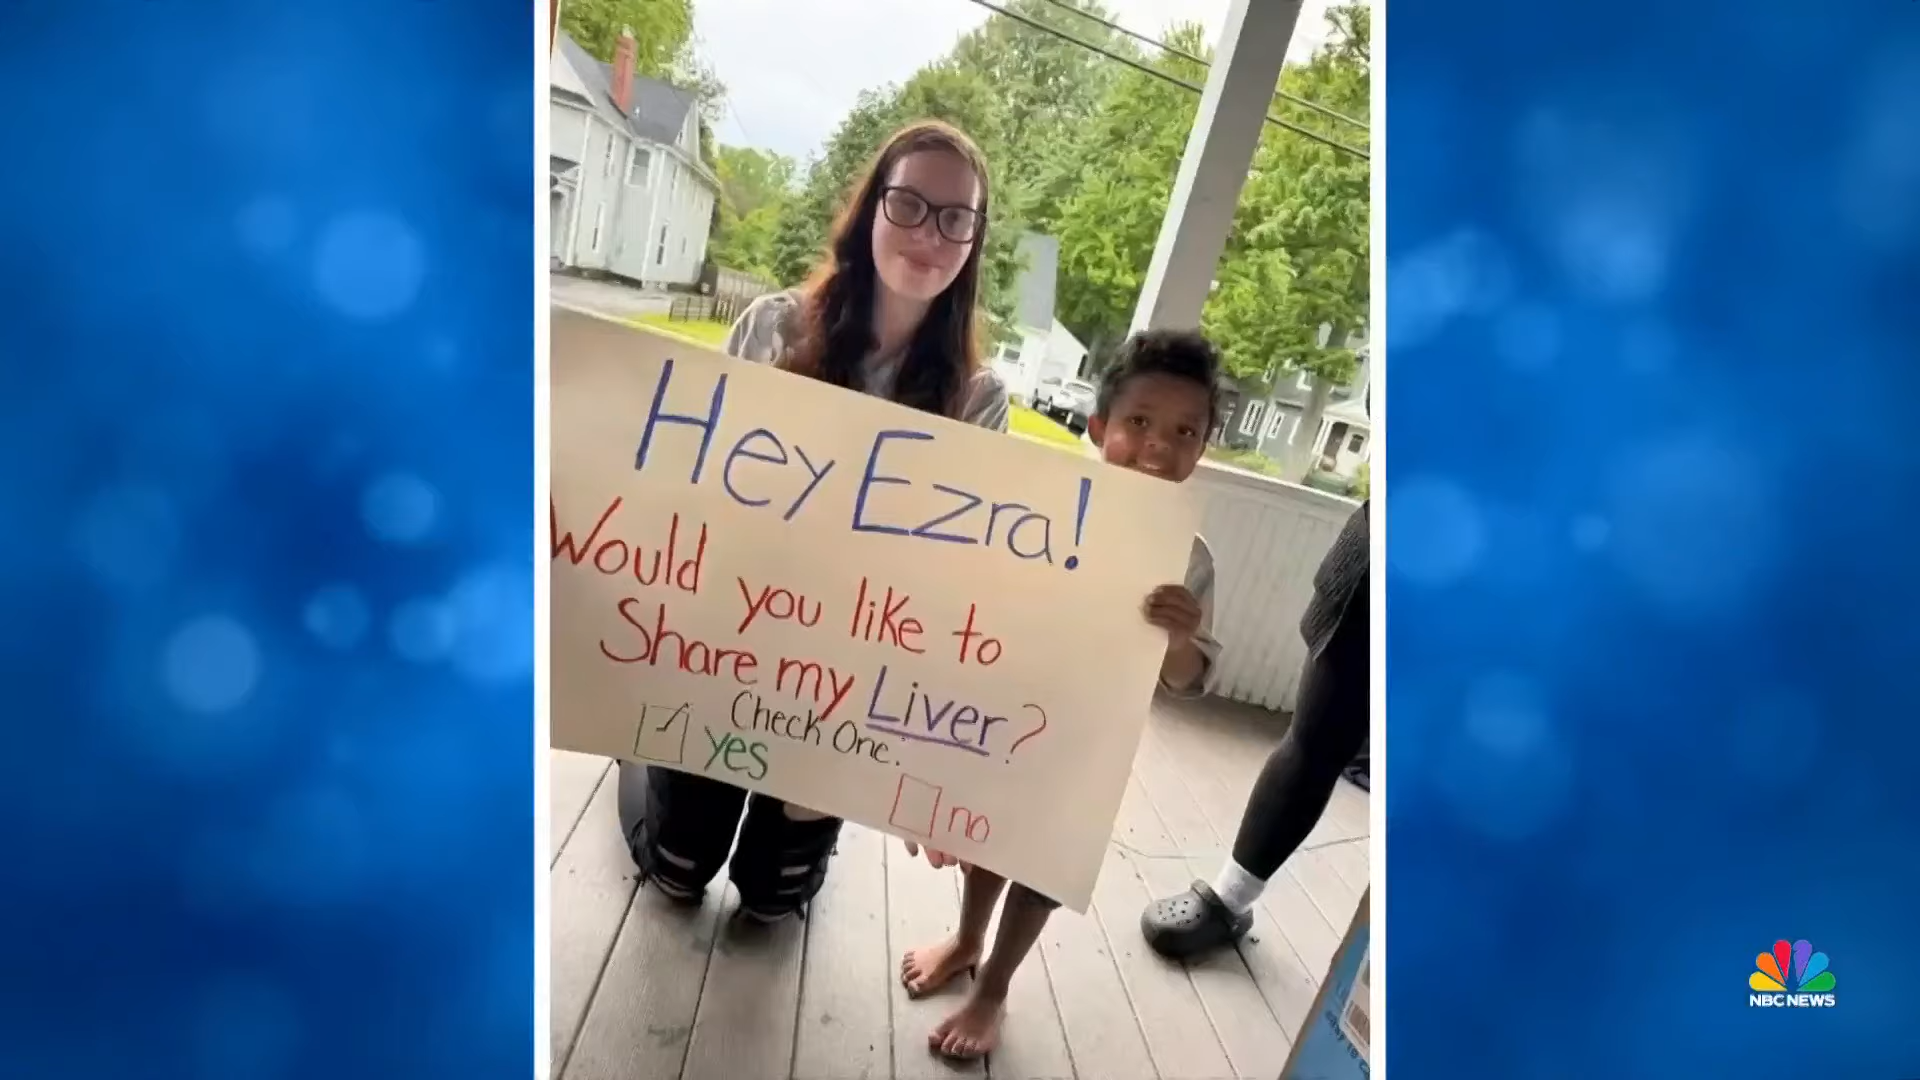 Hey Ezra!
Would you like to
Share my Liver?
Check One:
yes
no
NBC NEWS